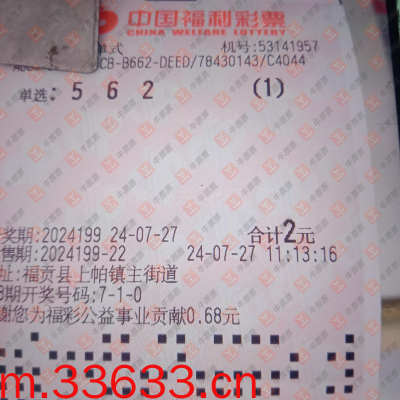 中国福利彩票
CHINA WELFARE LOTTERY
单式 机号:53141957
CB-B662-DEED/78430143/C4044
单选: 5 6 2 (1)
奖期:2024199 24-07-27 合计2元
售期:2024199-22 24-07-27 11:13:16
址:福贡县上帕镇主街道
期开奖号码:7-1-0
谢您为福彩公益事业贡献0.68元
m.33633.cn